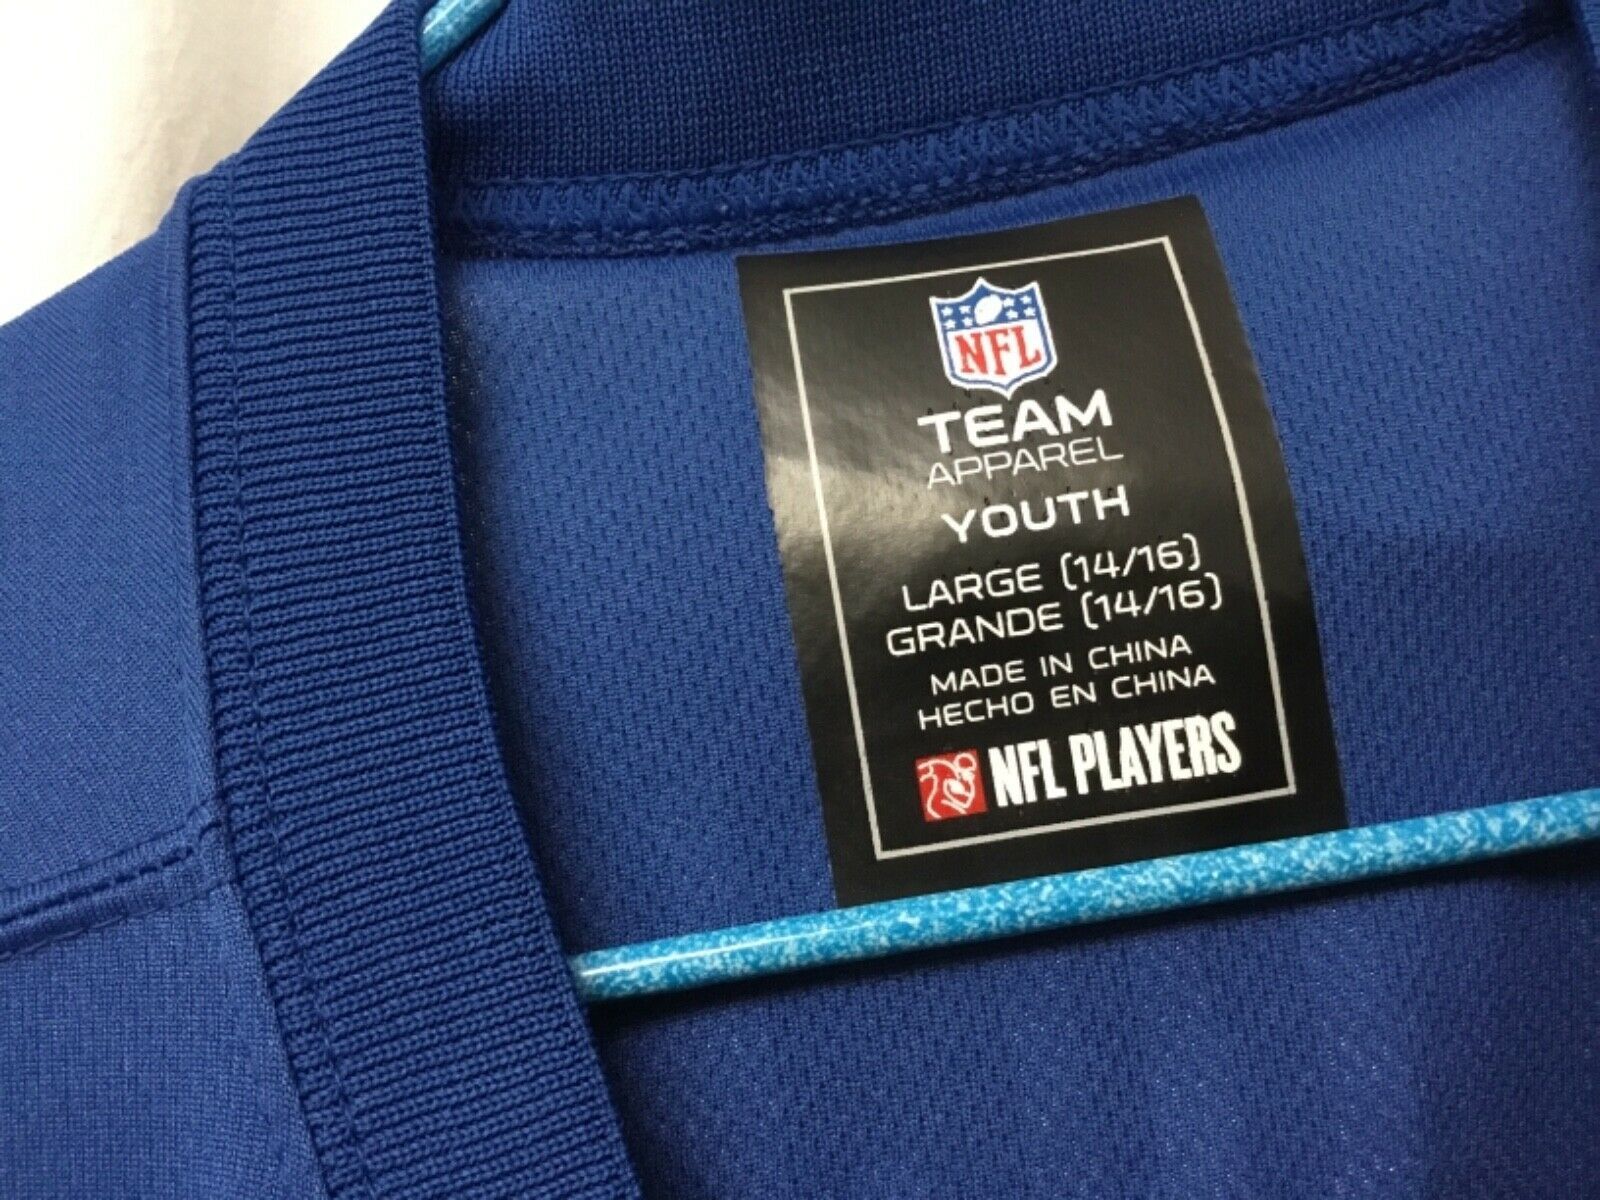 NFL
TEAM
APPAREL
YOUTH
LARGE (14/16)
GRANDE (14/16)
MADE IN CHINA
HECHO EN CHINA
NFL PLAYERS